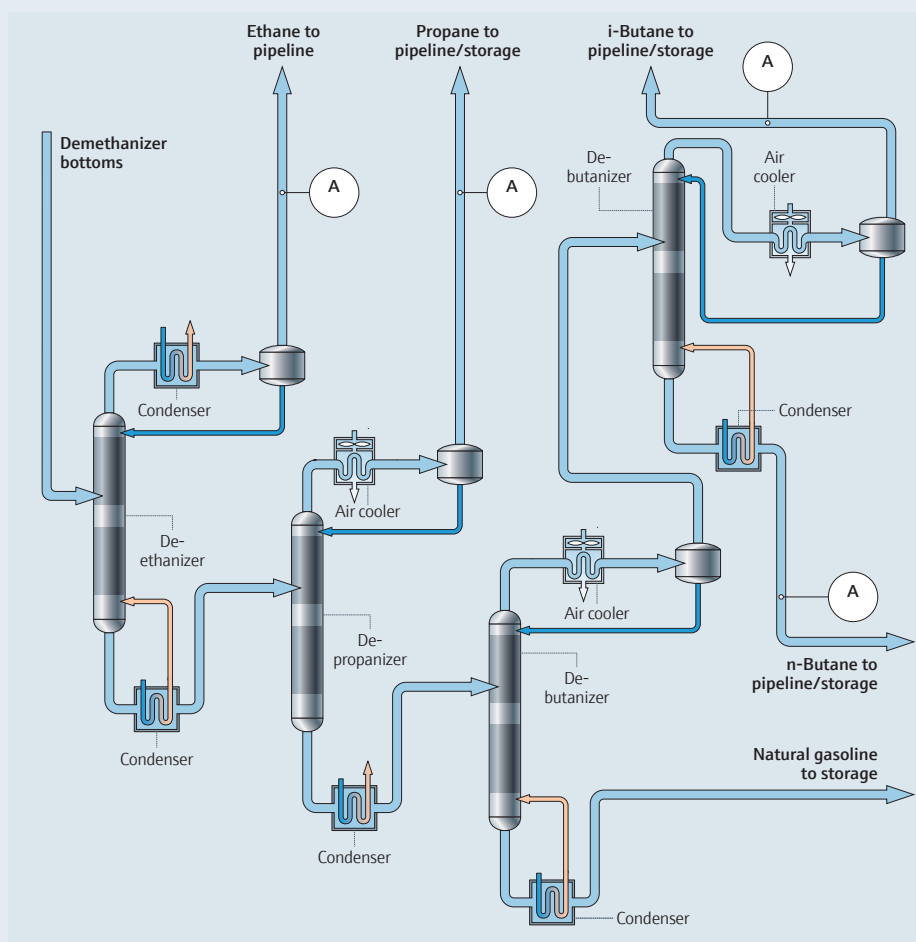 Ethane to
pipeline
Propane to
pipeline/storage
i-Butane to
pipeline/storage
A
Demethanizer
bottoms
De-
butanizer
Air
cooler
A
A
Condenser
Condenser
Air cooler
De-
ethanizer
Air cooler
A
De-
propanizer
De-
butanizer
n-Butane to
pipeline/storage
Condenser
Natural gasoline
to storage
Condenser
Condenser